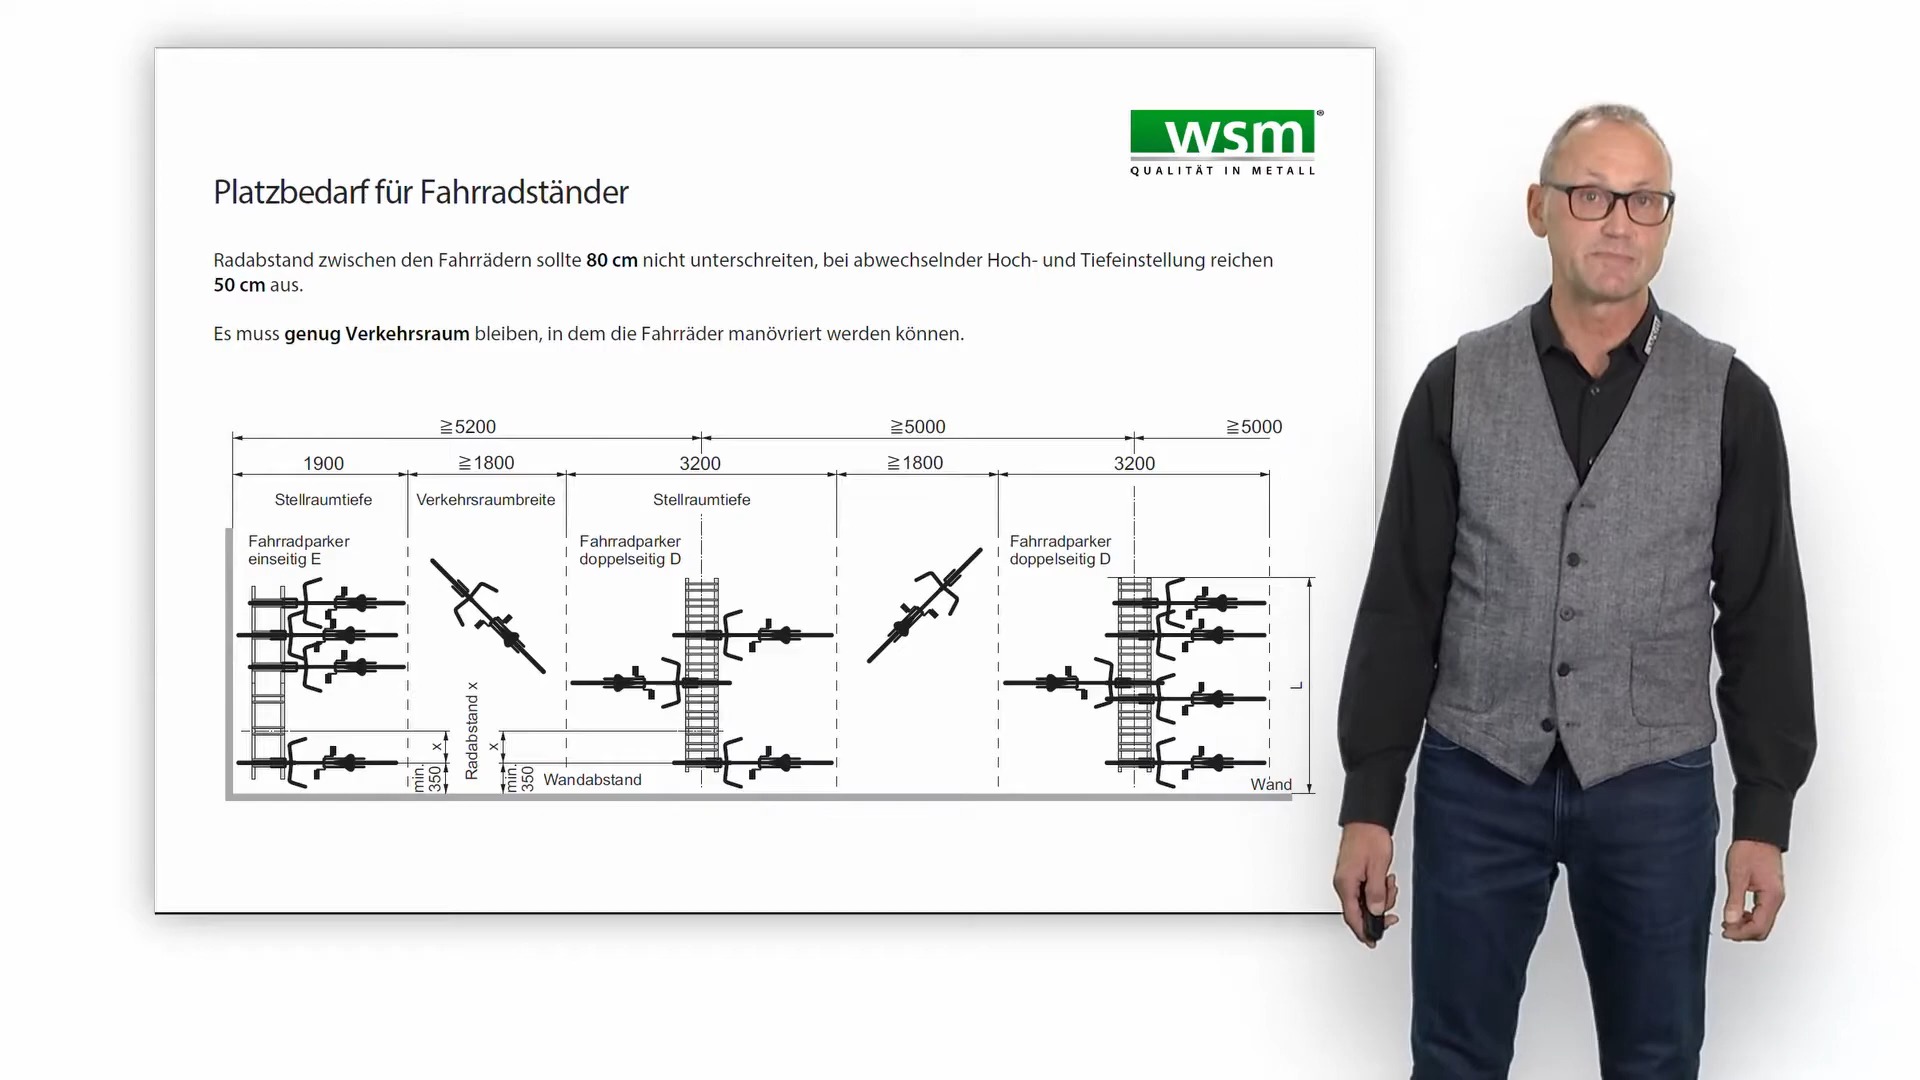 wsm®
QUALITÄT IN METALL
Platzbedarf für Fahrradständer
Radabstand zwischen den Fahrrädern sollte 80 cm nicht unterschreiten, bei abwechselnder Hoch- und Tiefeinstellung reichen
50 cm aus.
Es muss genug Verkehrsraum bleiben, in dem die Fahrräder manövriert werden können.
≧5200 ≧5000 ≧5000
1900 ≧1800 3200 ≧1800 3200
Stellraumtiefe Verkehrsraumbreite Stellraumtiefe
Fahrradparker
einseitig E
Fahrradparker
doppelseitig D
Fahrradparker
doppelseitig D
x
min.
350
Radabstand x
x
min.
350
Wandabstand
L
Wand